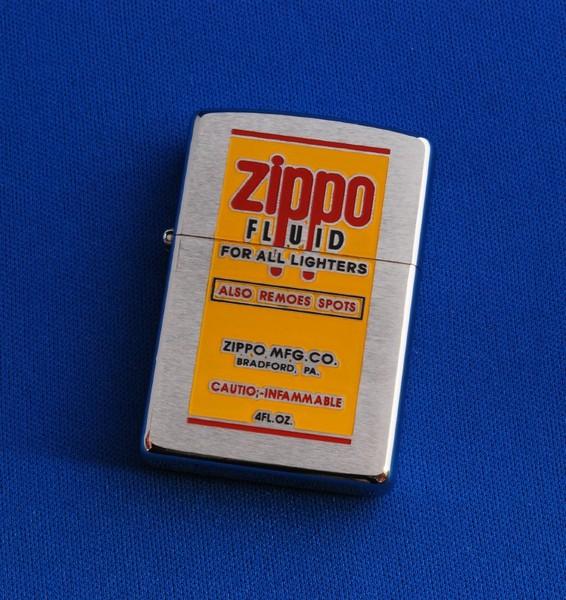 zippo
FLUID
FOR ALL LIGHTERS
ALSO REMOES SPOTS
ZIPPO MFG.CO.
BRADFORD, PA.
CAUTIO;-INFAMMABLE
4FL.OZ.